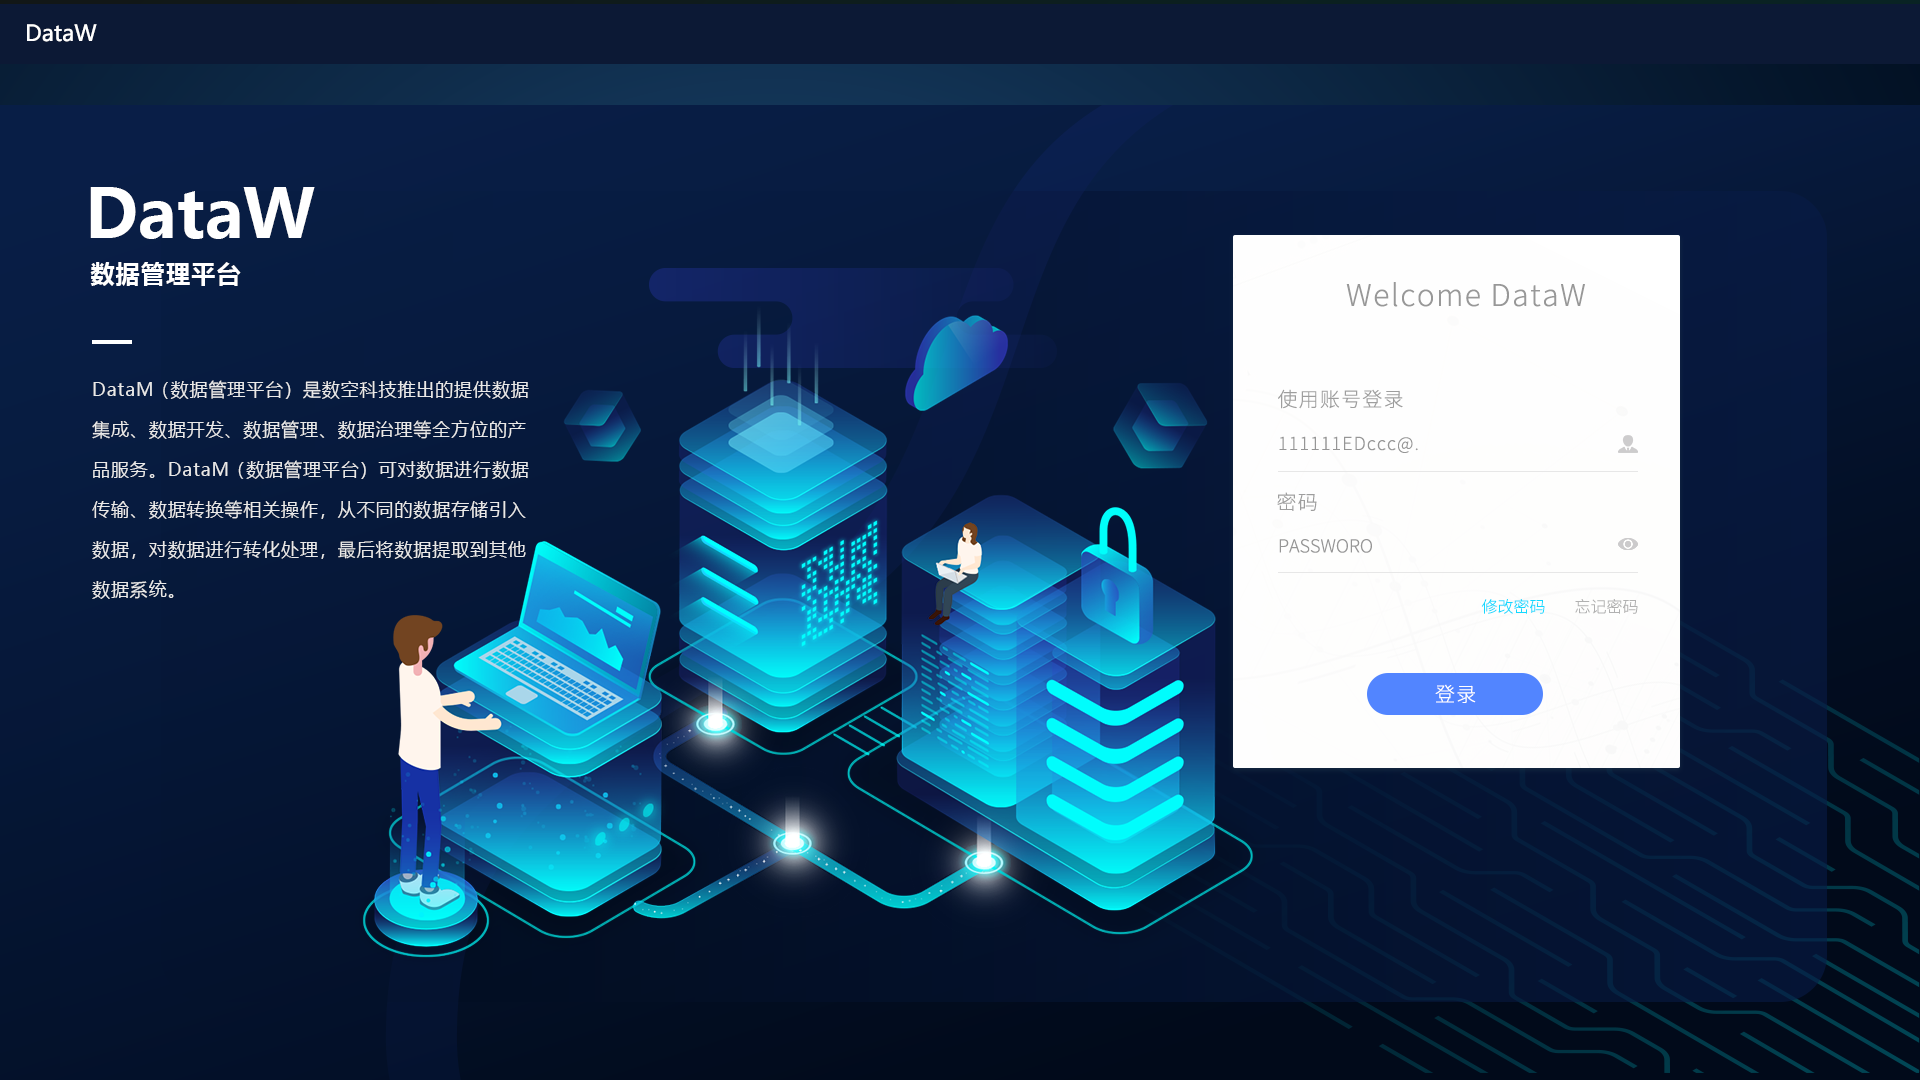 DataW
DataW
数据管理平台
DataM（数据管理平台）是数空科技推出的提供数据
集成、数据开发、数据管理、数据治理等全方位的产
品服务。DataM（数据管理平台）可对数据进行数据
传输、数据转换等相关操作，从不同的数据存储引入
数据，对数据进行转化处理，最后将数据提取到其他
数据系统。
Welcome DataW
使用账号登录
111111EDccc@.
密码
PASSWORO
修改密码 忘记密码
登录